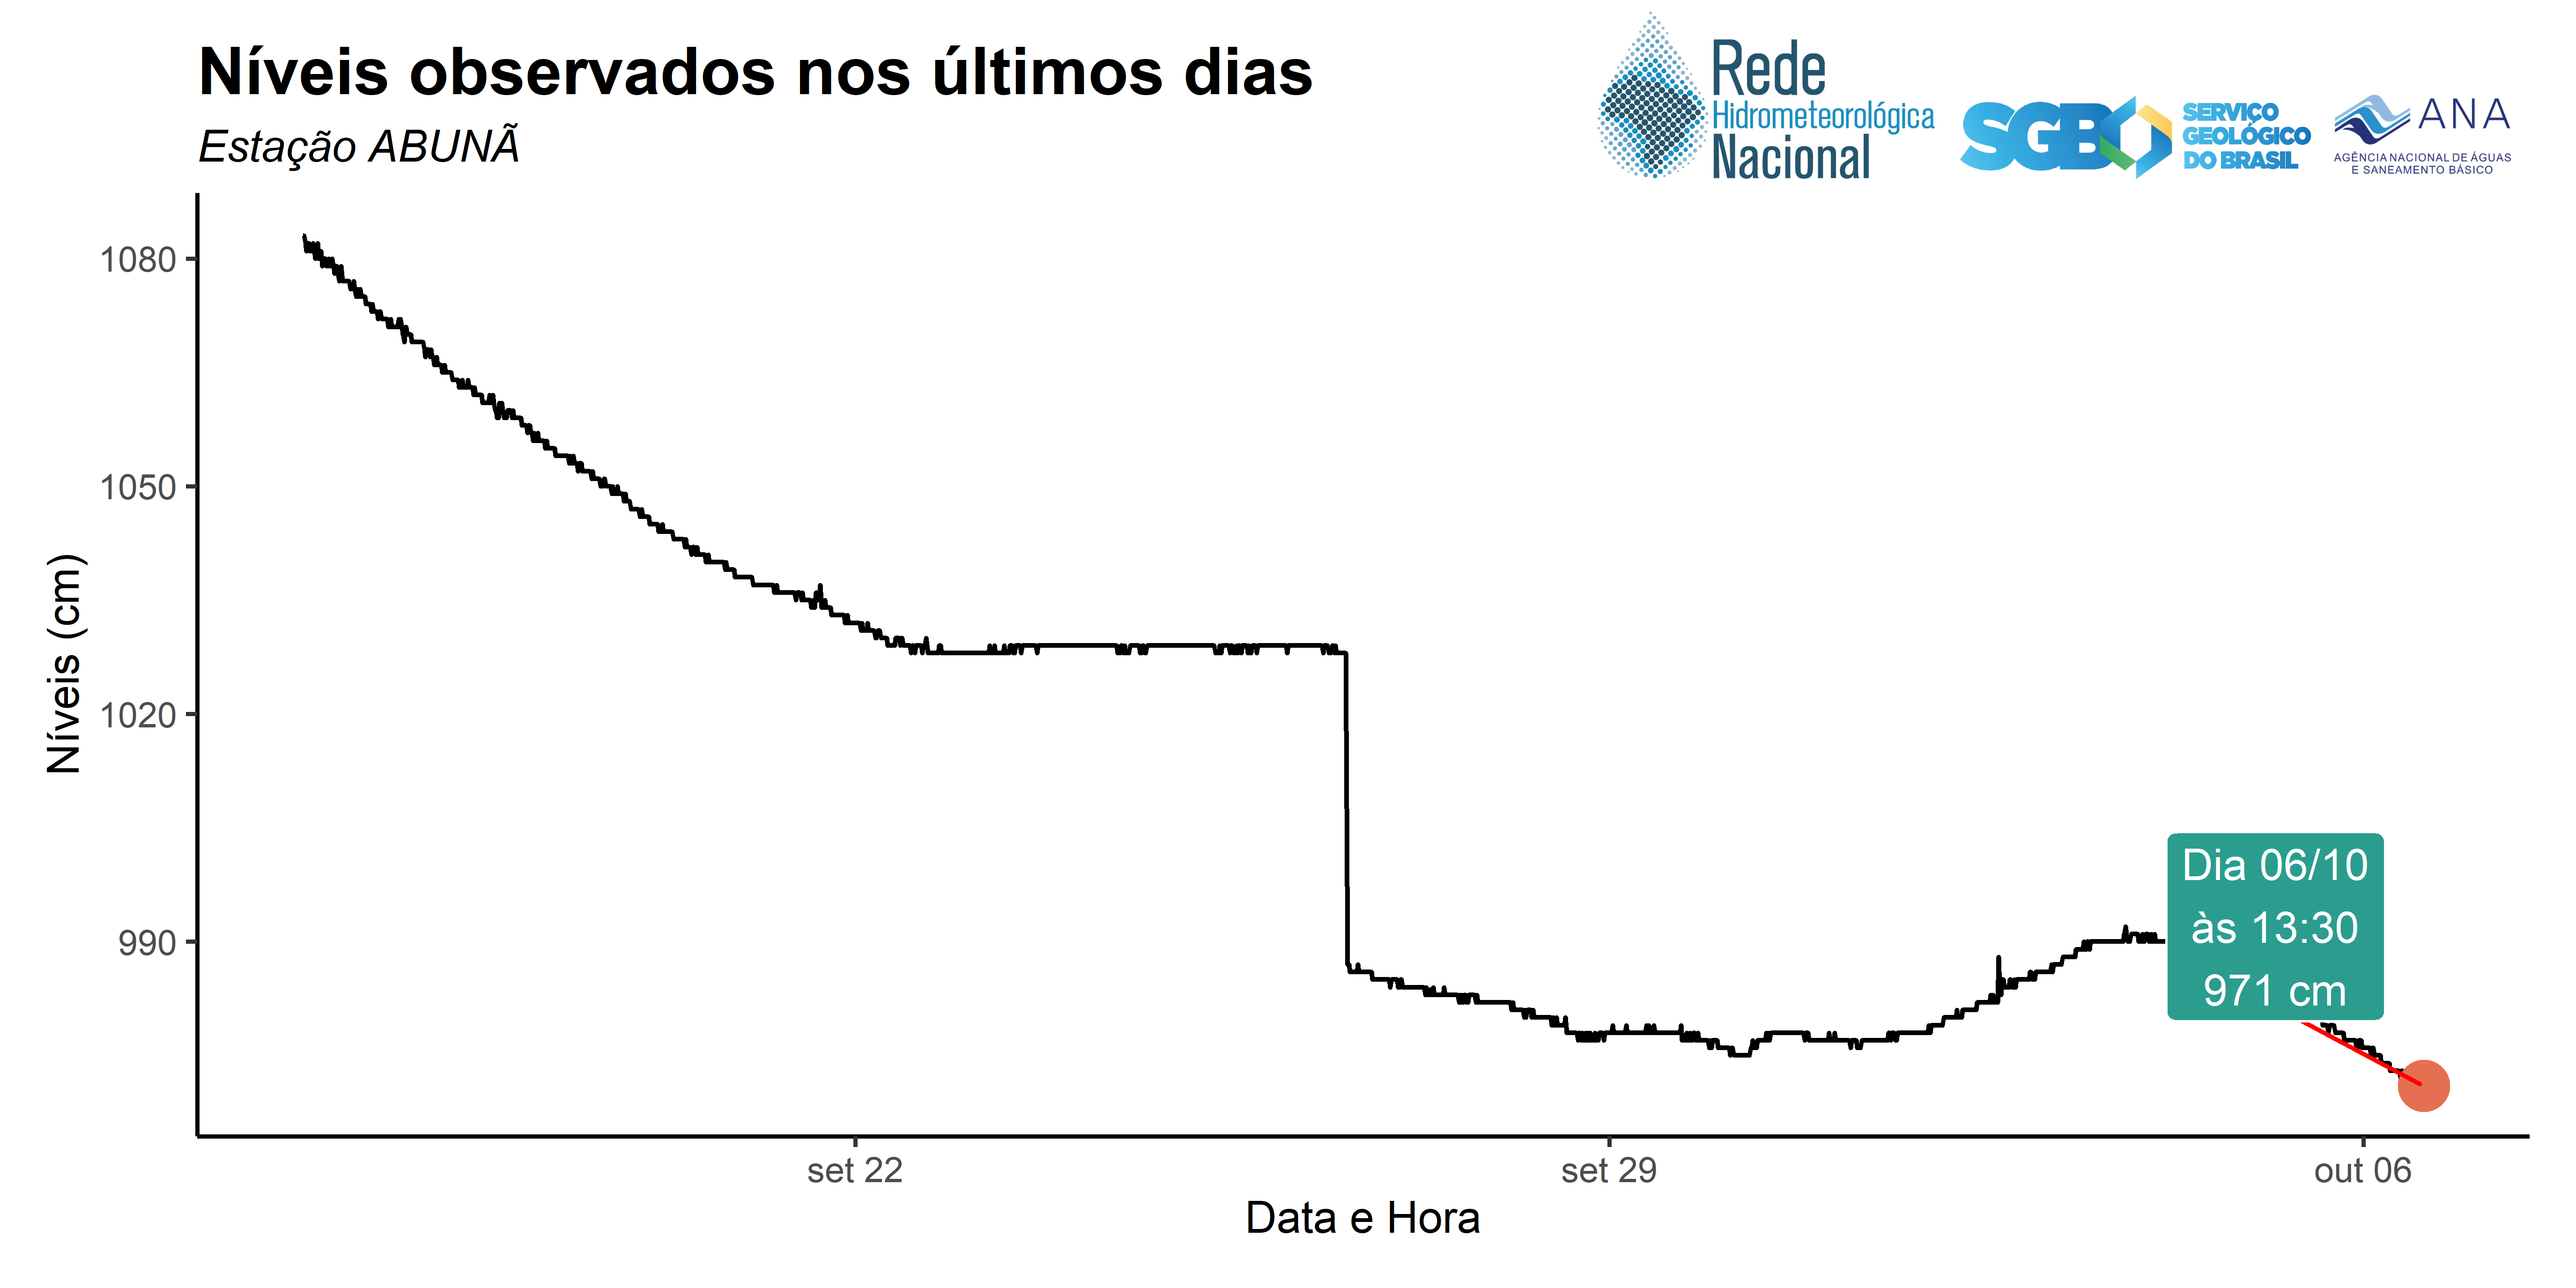 Níveis observados nos últimos dias
Estação ABUNÃ
Rede
Hidrometeorológica
Nacional
SGB
SERVIÇO
GEOLÓGICO
DO BRASIL
ANA
AGÊNCIA NACIONAL DE ÁGUAS
E SANEAMENTO BÁSICO
Níveis (cm)
1080
1050
1020
990
Dia 06/10
às 13:30
971 cm
set 22
set 29
out 06
Data e Hora